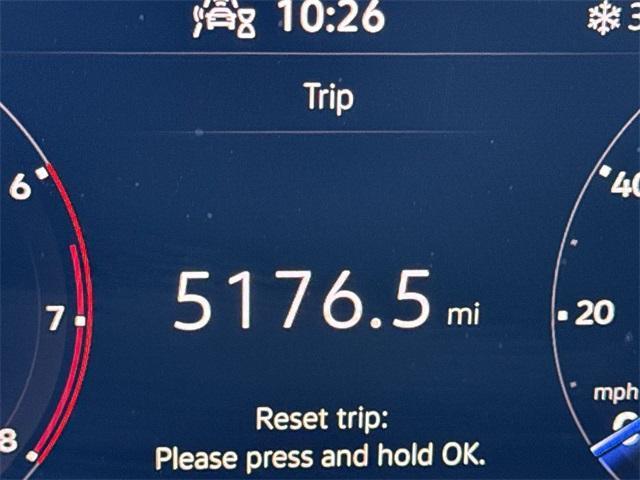 10:26
Trip
6
40
5176.5 mi
7
20
mph
Reset trip:
8
Please press and hold OK.